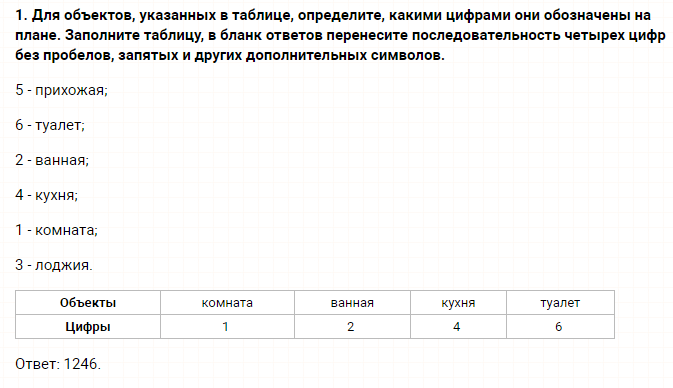 1. Для объектов, указанных в таблице, определите, какими цифрами они обозначены на
плане. Заполните таблицу, в бланк ответов перенесите последовательность четырех цифр
без пробелов, запятых и других дополнительных символов.
5 - прихожая;
6 - туалет;
2 - ванная;
4 - кухня;
1 - комната;
3 - лоджия.
Объекты комната ванная кухня туалет
Цифры 1 2 4 6
Ответ: 1246.